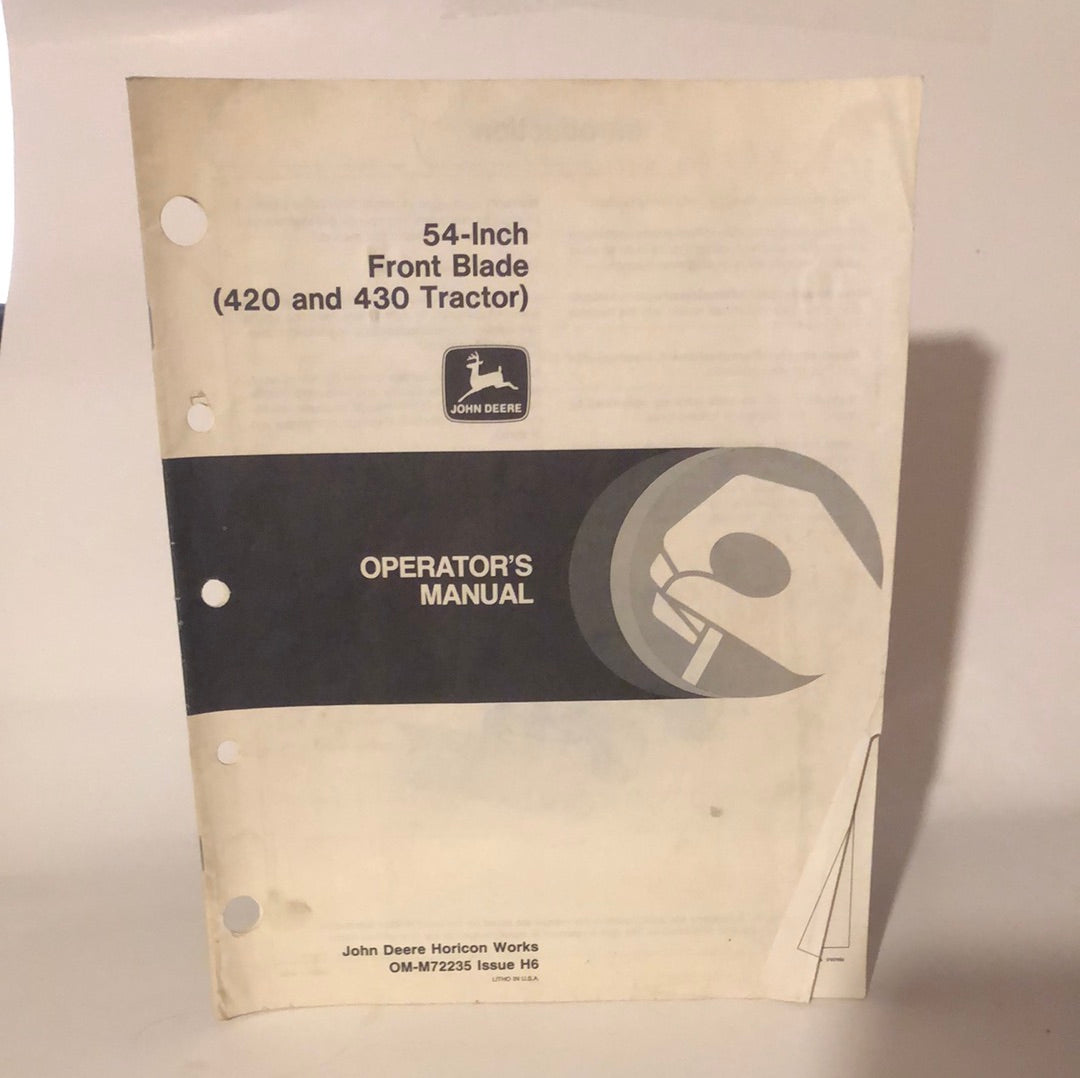 54-Inch
Front Blade
(420 and 430 Tractor)
JOHN DEERE
OPERATOR'S
MANUAL
John Deere Horicon Works
OM-M72235 Issue H6
LITHO IN U.S.A.